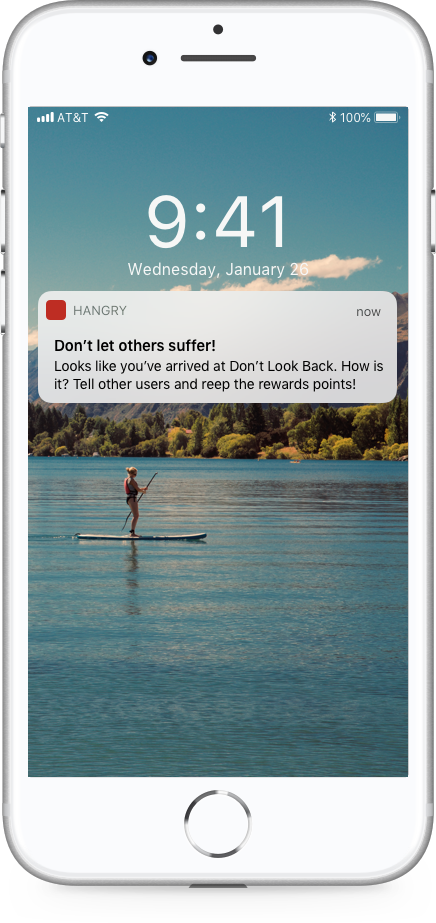 AT&T 100%
9:41
Wednesday, January 26
HANGRY now
Don't let others suffer!
Looks like you've arrived at Don't Look Back. How is
it? Tell other users and reep the rewards points!